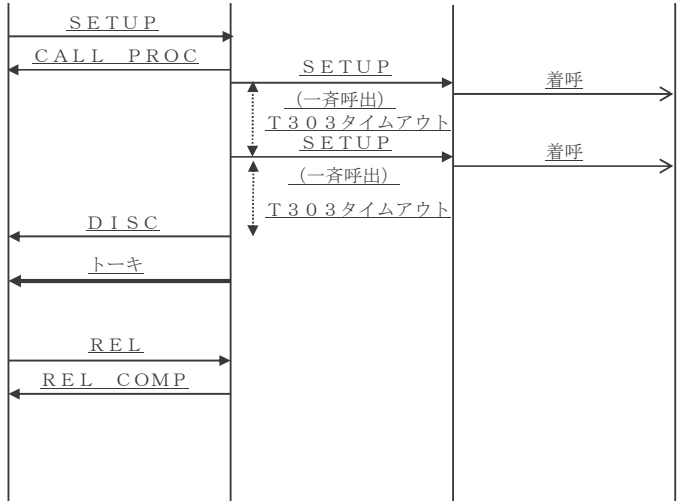 ＳＥＴＵＰ
ＣＡＬＬ　ＰＲＯＣ
ＳＥＴＵＰ
着呼
（一斉呼出）
Ｔ３０３タイムアウト
ＳＥＴＵＰ
着呼
（一斉呼出）
Ｔ３０３タイムアウト
ＤＩＳＣ
トーキ
ＲＥＬ
ＲＥＬ　ＣＯＭＰ